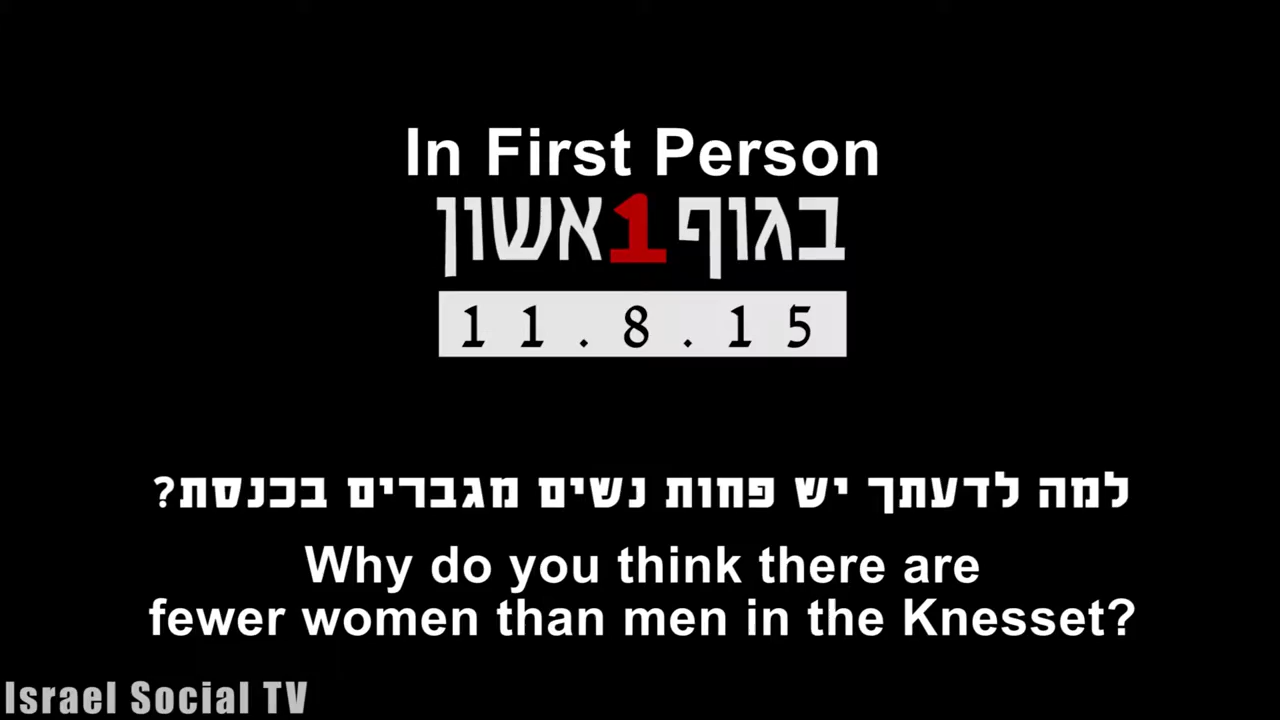 In First Person
בגוף1אשון
11.8.15
למה לדעתך יש פחות נשים מגברים בכנסת?
Why do you think there are
fewer women than men in the Knesset?
Israel Social TV